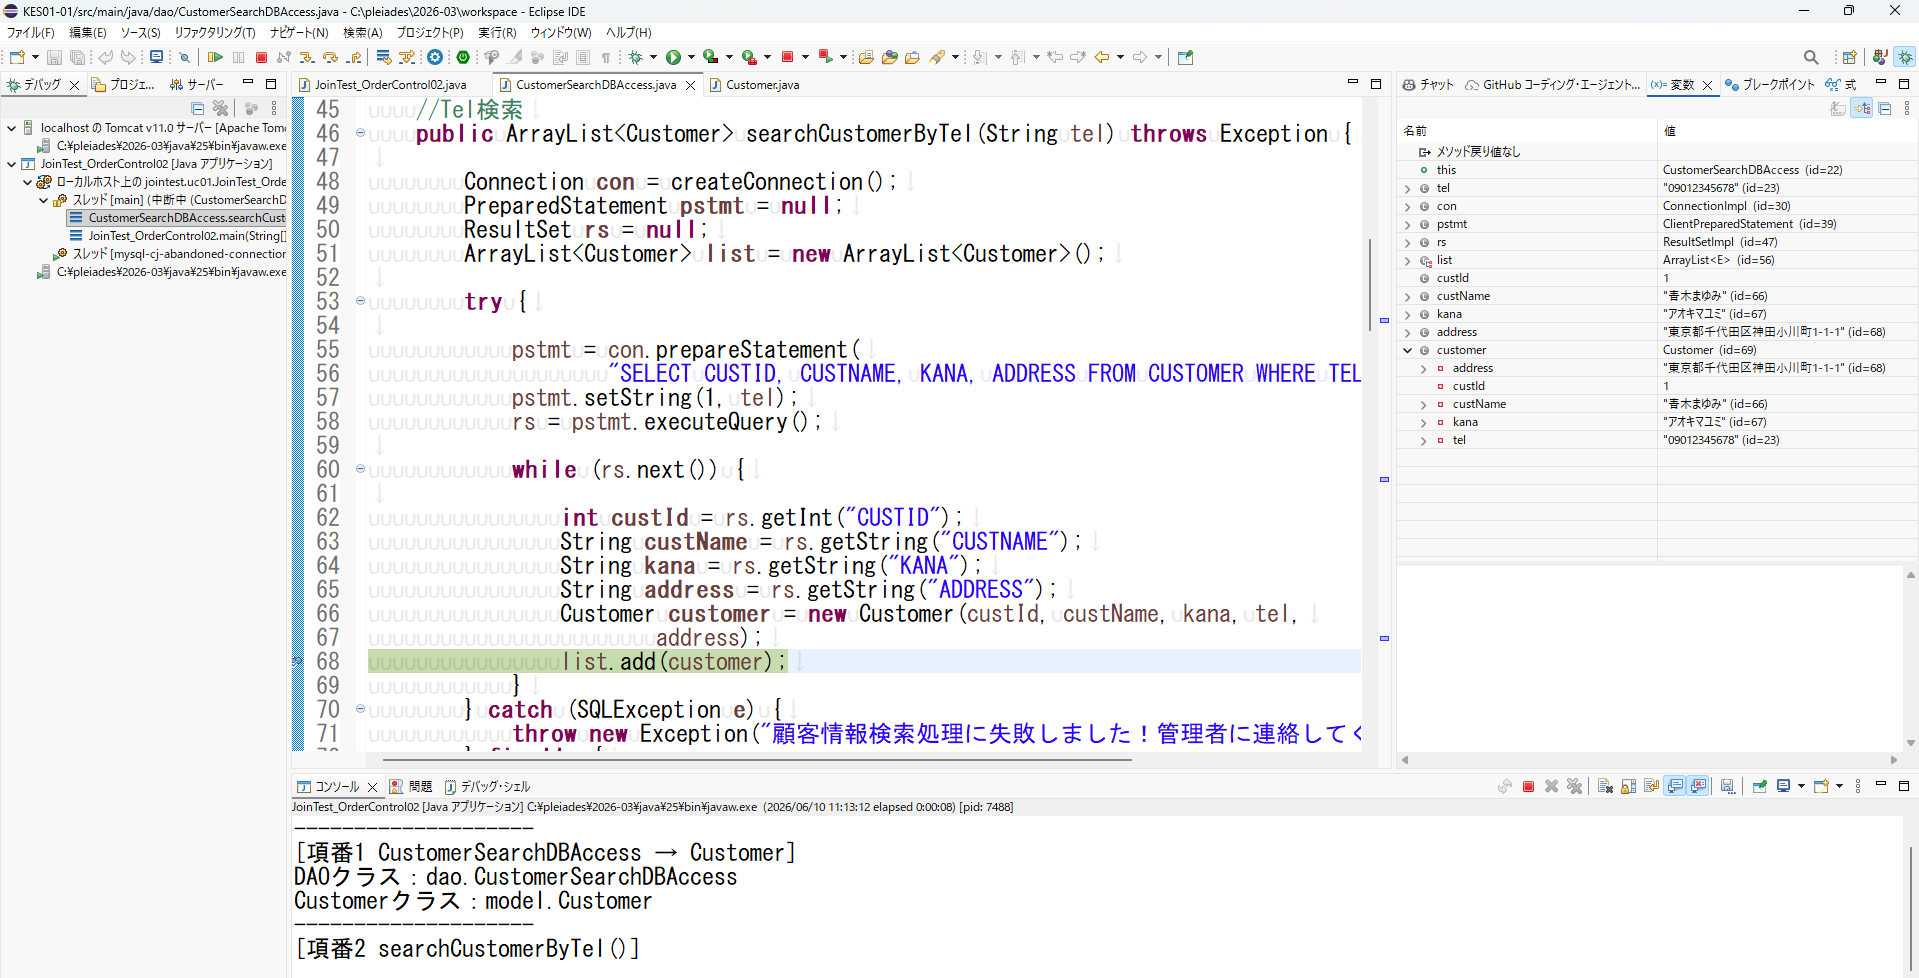 KES01-01/src/main/java/dao/CustomerSearchDBAccess.java - C:\pleiades\2026-03\workspace - Eclipse IDE
ファイル(F) 編集(E) ソース(S) リファクタリング(T) ナビゲート(N) 検索(A) プロジェクト(P) 実行(R) ウィンドウ(W) ヘルプ(H)
デバッグ プロジェ... サーバー
localhost の Tomcat v11.0 サーバー [Apache Tomc
C:¥pleiades¥2026-03¥java¥25¥bin¥javaw.exe
JoinTest_OrderControl02 [Java アプリケーション]
ローカルホスト上の jointest.uc01.JoinTest_Orde
スレッド [main] (中断中 (CustomerSearchD
CustomerSearchDBAccess.searchCust
JoinTest_OrderControl02.main(String[]
スレッド [mysql-cj-abandoned-connection
C:¥pleiades¥2026-03¥java¥25¥bin¥javaw.exe
JoinTest_OrderControl02.java CustomerSearchDBAccess.java Customer.java
45 //Tel検索
46 public ArrayList<Customer> searchCustomerByTel(String tel) throws Exception {
47
48 Connection con = createConnection();
49 PreparedStatement pstmt = null;
50 ResultSet rs = null;
51 ArrayList<Customer> list = new ArrayList<Customer>();
52
53 try {
54
55 pstmt = con.prepareStatement(
56 "SELECT CUSTID, CUSTNAME, KANA, ADDRESS FROM CUSTOMER WHERE TEL
57 pstmt.setString(1, tel);
58 rs = pstmt.executeQuery();
59
60 while (rs.next()) {
61
62 int custId = rs.getInt("CUSTID");
63 String custName = rs.getString("CUSTNAME");
64 String kana = rs.getString("KANA");
65 String address = rs.getString("ADDRESS");
66 Customer customer = new Customer(custId, custName, kana, tel,
67 address);
68 list.add(customer);
69 }
70 } catch (SQLException e) {
71 throw new Exception("顧客情報検索処理に失敗しました！管理者に連絡してく
チャット GitHub コーディング・エージェント... (x)= 変数 ブレークポイント 式
名前 値
メソッド戻り値なし
this CustomerSearchDBAccess (id=22)
tel "09012345678" (id=23)
con ConnectionImpl (id=30)
pstmt ClientPreparedStatement (id=39)
rs ResultSetImpl (id=47)
list ArrayList<E> (id=56)
custId 1
custName "青木まゆみ" (id=66)
kana "アオキマユミ" (id=67)
address "東京都千代田区神田小川町1-1-1" (id=68)
customer Customer (id=69)
address "東京都千代田区神田小川町1-1-1" (id=68)
custId 1
custName "青木まゆみ" (id=66)
kana "アオキマユミ" (id=67)
tel "09012345678" (id=23)
コンソール 問題 デバッグ・シェル
JoinTest_OrderControl02 [Java アプリケーション] C:¥pleiades¥2026-03¥java¥25¥bin¥javaw.exe (2026/06/10 11:13:12 elapsed 0:00:08) [pid: 7488]
--------------------
[項番1 CustomerSearchDBAccess → Customer]
DAOクラス：dao.CustomerSearchDBAccess
Customerクラス：model.Customer
--------------------
[項番2 searchCustomerByTel()]